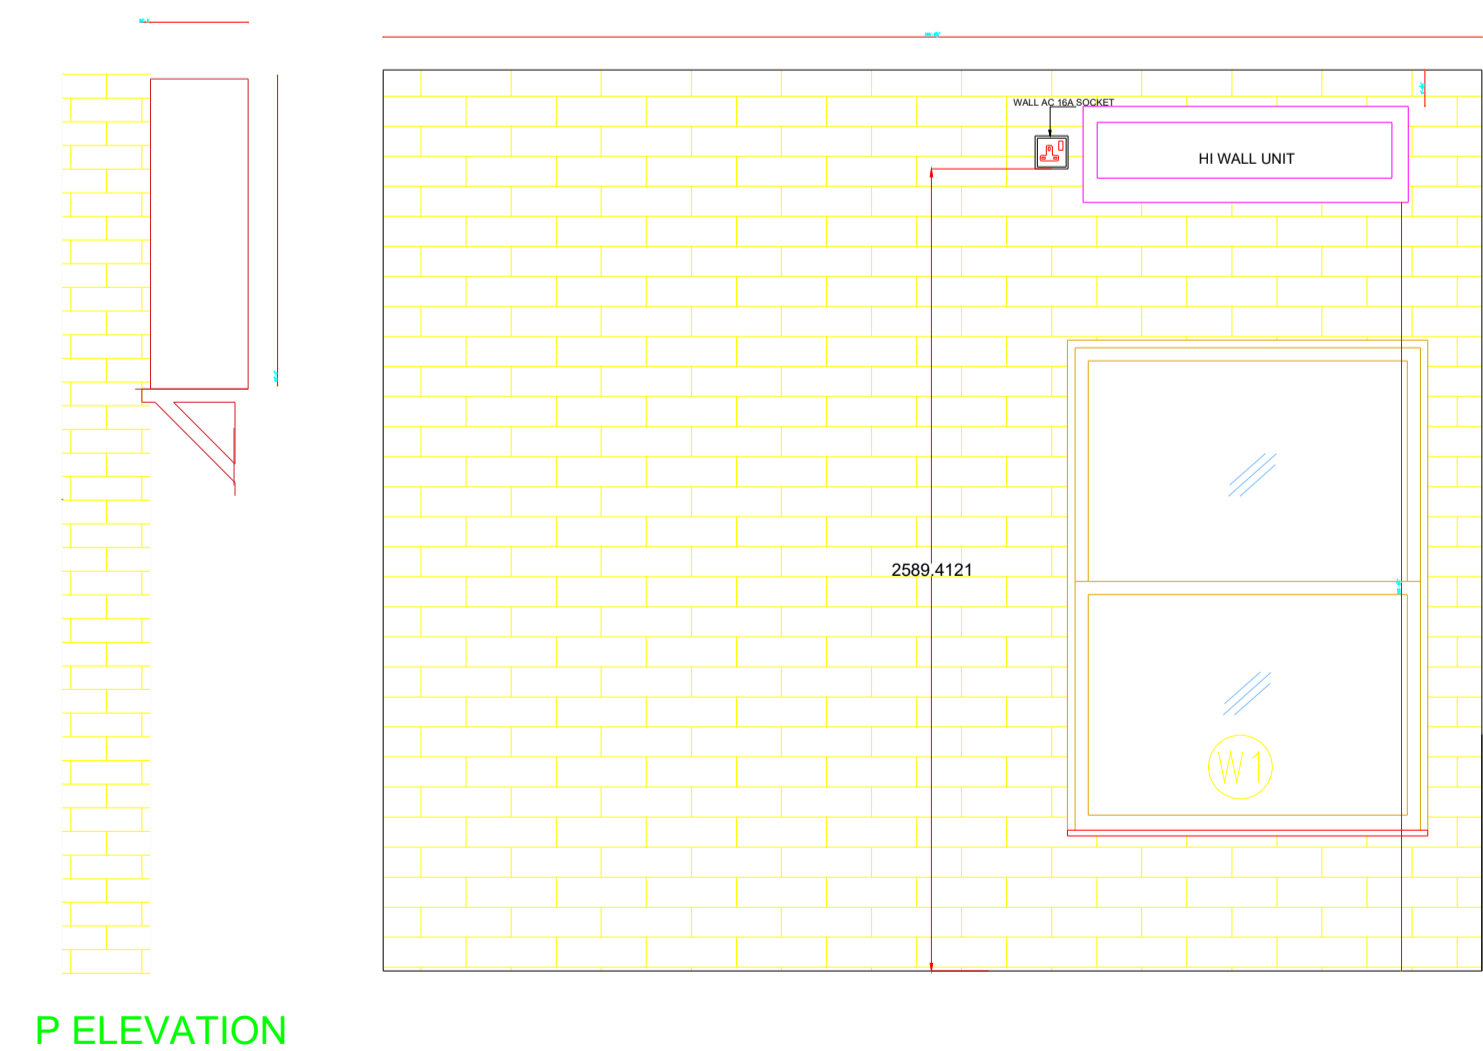 WALL AC 16A SOCKET
HI WALL UNIT
2589.4121
W1
P ELEVATION